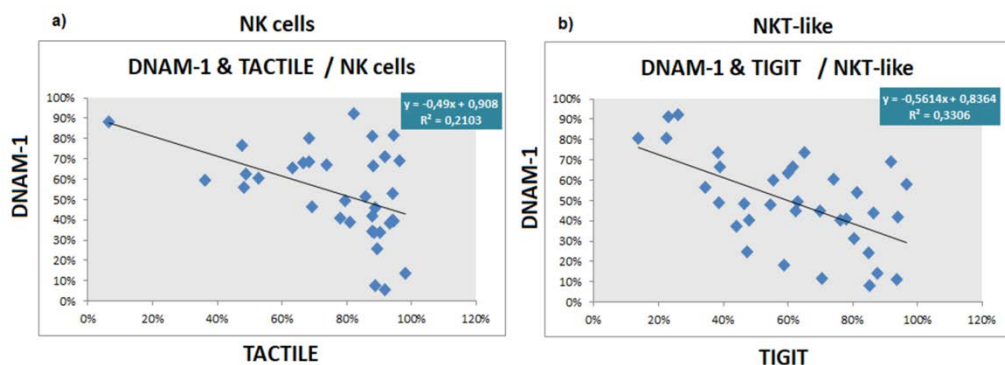 a)
NK cells
DNAM-1 & TACTILE / NK cells
y = -0,49x + 0,908
R² = 0,2103
DNAM-1
100%
90%
80%
70%
60%
50%
40%
30%
20%
10%
0%
0% 20% 40% 60% 80% 100% 120%
TACTILE
b)
NKT-like
DNAM-1 & TIGIT / NKT-like
y = -0,5614x + 0,8364
R² = 0,3306
DNAM-1
100%
90%
80%
70%
60%
50%
40%
30%
20%
10%
0%
0% 20% 40% 60% 80% 100% 120%
TIGIT